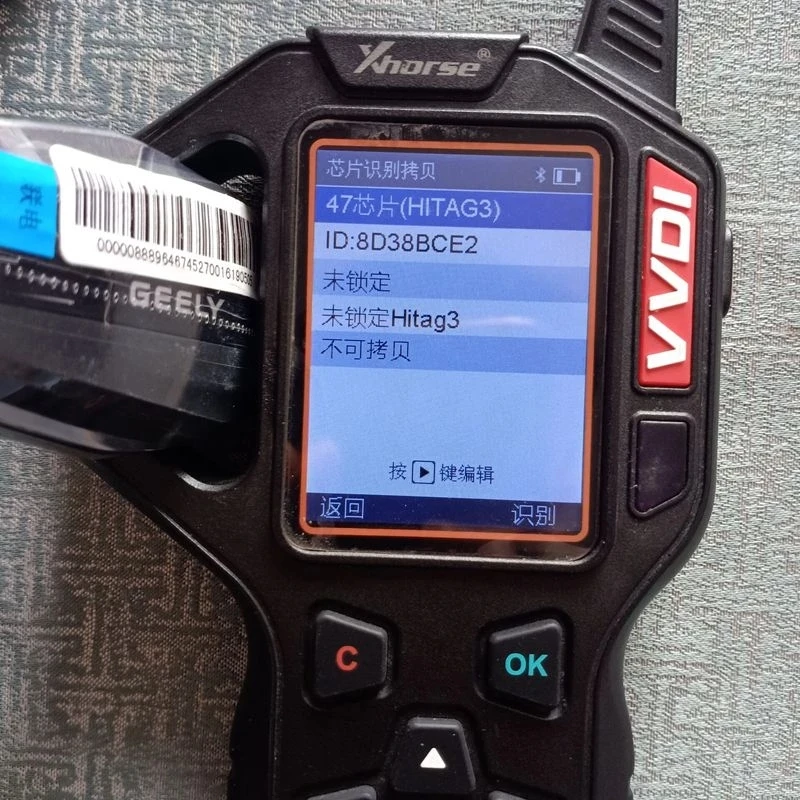 Xhorse®
芯片识别拷贝
47芯片(HITAG3)
ID:8D38BCE2
未锁定
未锁定Hitag3
不可拷贝
按▶键编辑
返回 识别
VVDI
GEELY
C
OK
▲